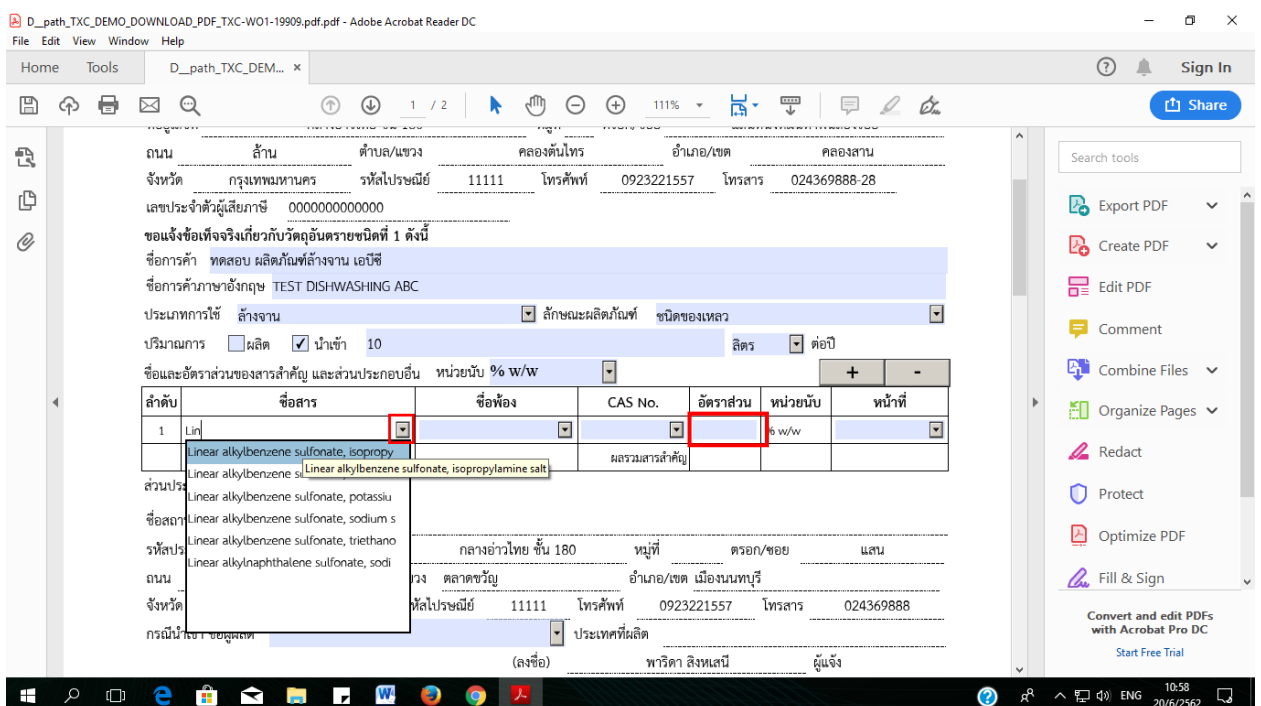 D__path_TXC_DEMO_DOWNLOAD_PDF_TXC-WO1-19909.pdf.pdf - Adobe Acrobat Reader DC
File Edit View Window Help
Home Tools D__path_TXC_DEM... × Sign In
1 / 2 111% Share
ถนน ล้าน ตำบล/แขวง คลองต้นไทร อำเภอ/เขต คลองสาน
จังหวัด กรุงเทพมหานคร รหัสไปรษณีย์ 11111 โทรศัพท์ 0923221557 โทรสาร 024369888-28
เลขประจำตัวผู้เสียภาษี 0000000000000
ขอแจ้งข้อเท็จจริงเกี่ยวกับวัตถุอันตรายชนิดที่ 1 ดังนี้
ชื่อการค้า ทดสอบ ผลิตภัณฑ์ล้างจาน เอบีซี
ชื่อการค้าภาษาอังกฤษ TEST DISHWASHING ABC
ประเภทการใช้ ล้างจาน ลักษณะผลิตภัณฑ์ ชนิดของเหลว
ปริมาณการ ผลิต นำเข้า 10 ลิตร ต่อปี
ชื่อและอัตราส่วนของสารสำคัญ และส่วนประกอบอื่น หน่วยนับ % w/w + -
ลำดับ ชื่อสาร ชื่อพ้อง CAS No. อัตราส่วน หน่วยนับ หน้าที่
1 Lin % w/w
Linear alkylbenzene sulfonate, isopropy
ผลรวมสารสำคัญ
Linear alkylbenzene sulfonate, isopropylamine salt
Linear alkylbenzene su
ส่วนประ
Linear alkylbenzene sulfonate, potassiu
ชื่อสถา
Linear alkylbenzene sulfonate, sodium s
Linear alkylbenzene sulfonate, triethano
รหัสประ กลางอ่าวไทย ชั้น 180 หมู่ที่ ตรอก/ซอย แสน
Linear alkylnaphthalene sulfonate, sodi
ถนน วง ตลาดขวัญ อำเภอ/เขต เมืองนนทบุรี
จังหวัด หัสไปรษณีย์ 11111 โทรศัพท์ 0923221557 โทรสาร 024369888
กรณีนำเข้า ชื่อผู้ผลิต ประเทศที่ผลิต
(ลงชื่อ) พาริดา สิงหเสนี ผู้แจ้ง
Search tools
Export PDF
Create PDF
Edit PDF
Comment
Combine Files
Organize Pages
Redact
Protect
Optimize PDF
Fill & Sign
Convert and edit PDFs
with Acrobat Pro DC
Start Free Trial
ENG 10:58
20/6/2562